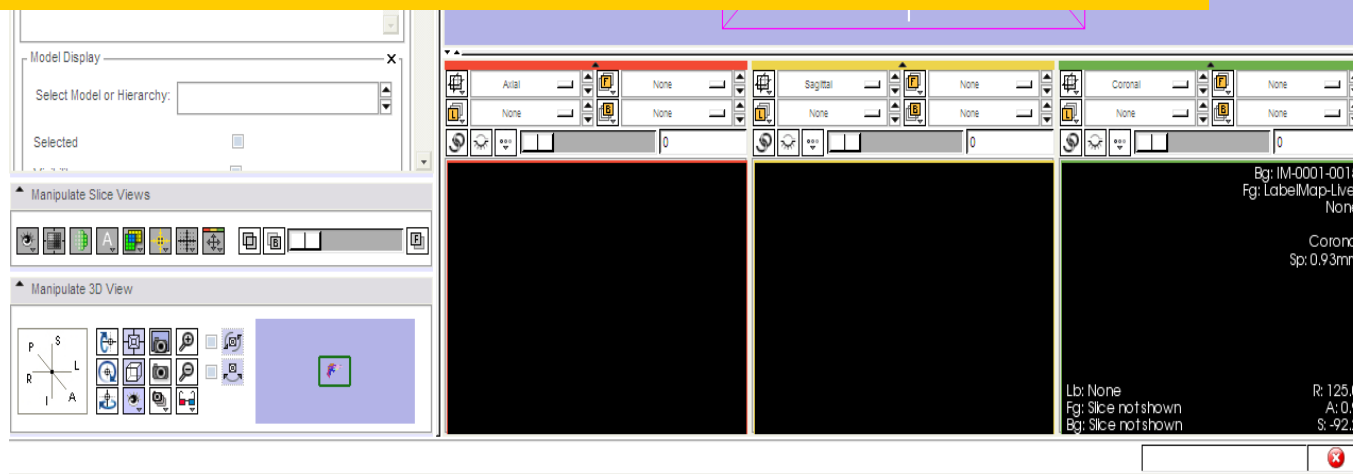 Model Display
X
Select Model or Hierarchy:
Selected
Manipulate Slice Views
A
B
F
Manipulate 3D View
P S
L
R
I A
Axial F None
L None B None
0
Sagittal F None
L None B None
0
Coronal F None
L None B None
0
Bg: IM-0001-001
Fg: LabelMap-Live
None
Corona
Sp: 0.93mm
Lb: None R: 125.
Fg: Slice not shown A: 0.
Bg: Slice not shown S: -92.